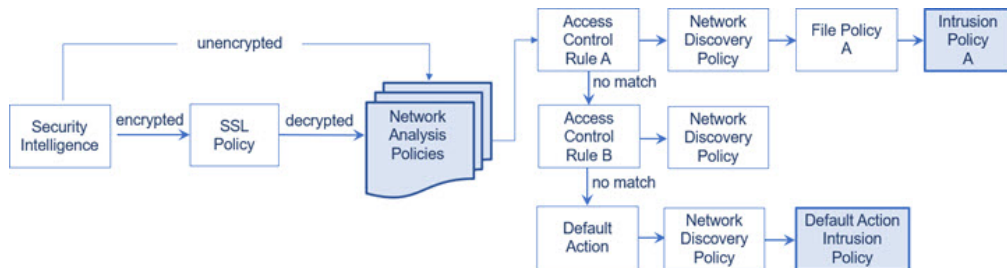 unencrypted
Security
Intelligence
encrypted
SSL
Policy
decrypted
Network
Analysis
Policies
Access
Control
Rule A
Network
Discovery
Policy
File Policy
A
Intrusion
Policy
A
no match
Access
Control
Rule B
Network
Discovery
Policy
no match
Default
Action
Network
Discovery
Policy
Default Action
Intrusion
Policy